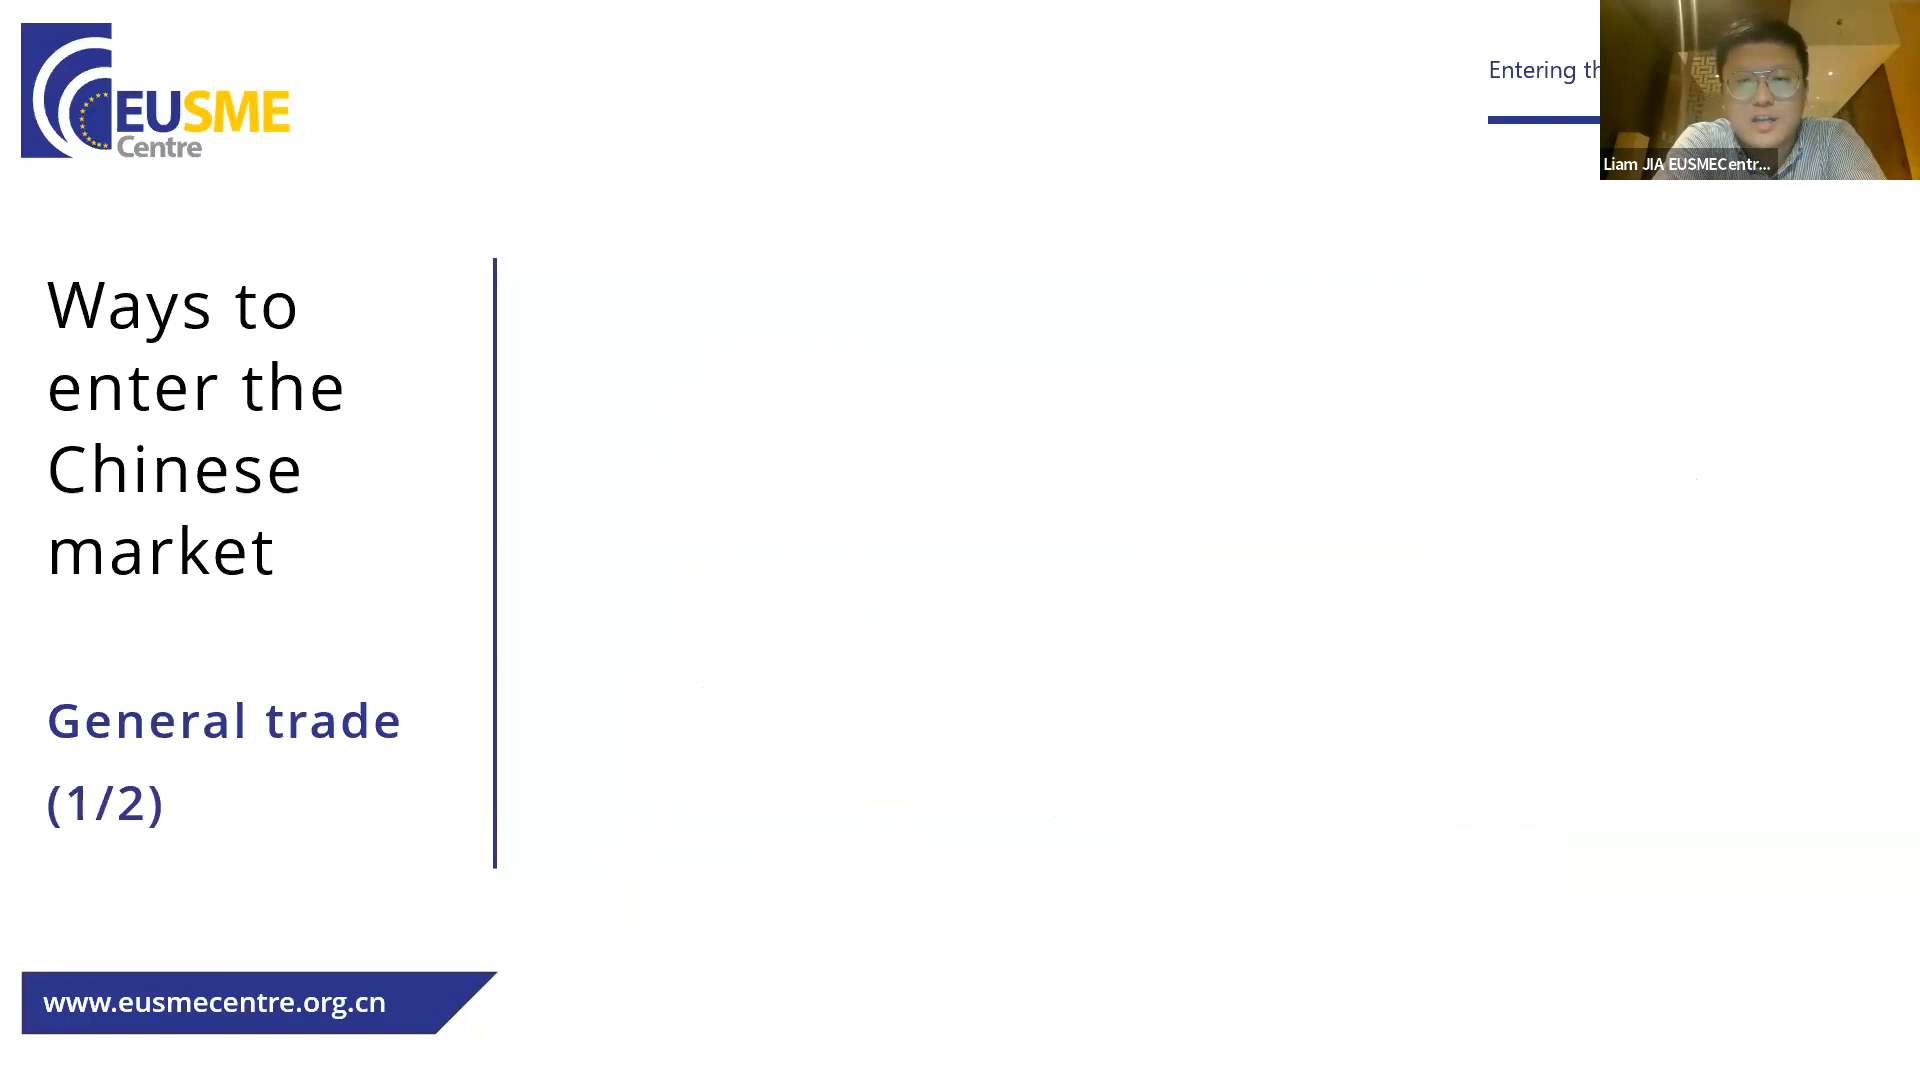 EUSME
Centre
Entering
Liam JIA EUSMECentr...
Ways to
enter the
Chinese
market
General trade
(1/2)
www.eusmecentre.org.cn